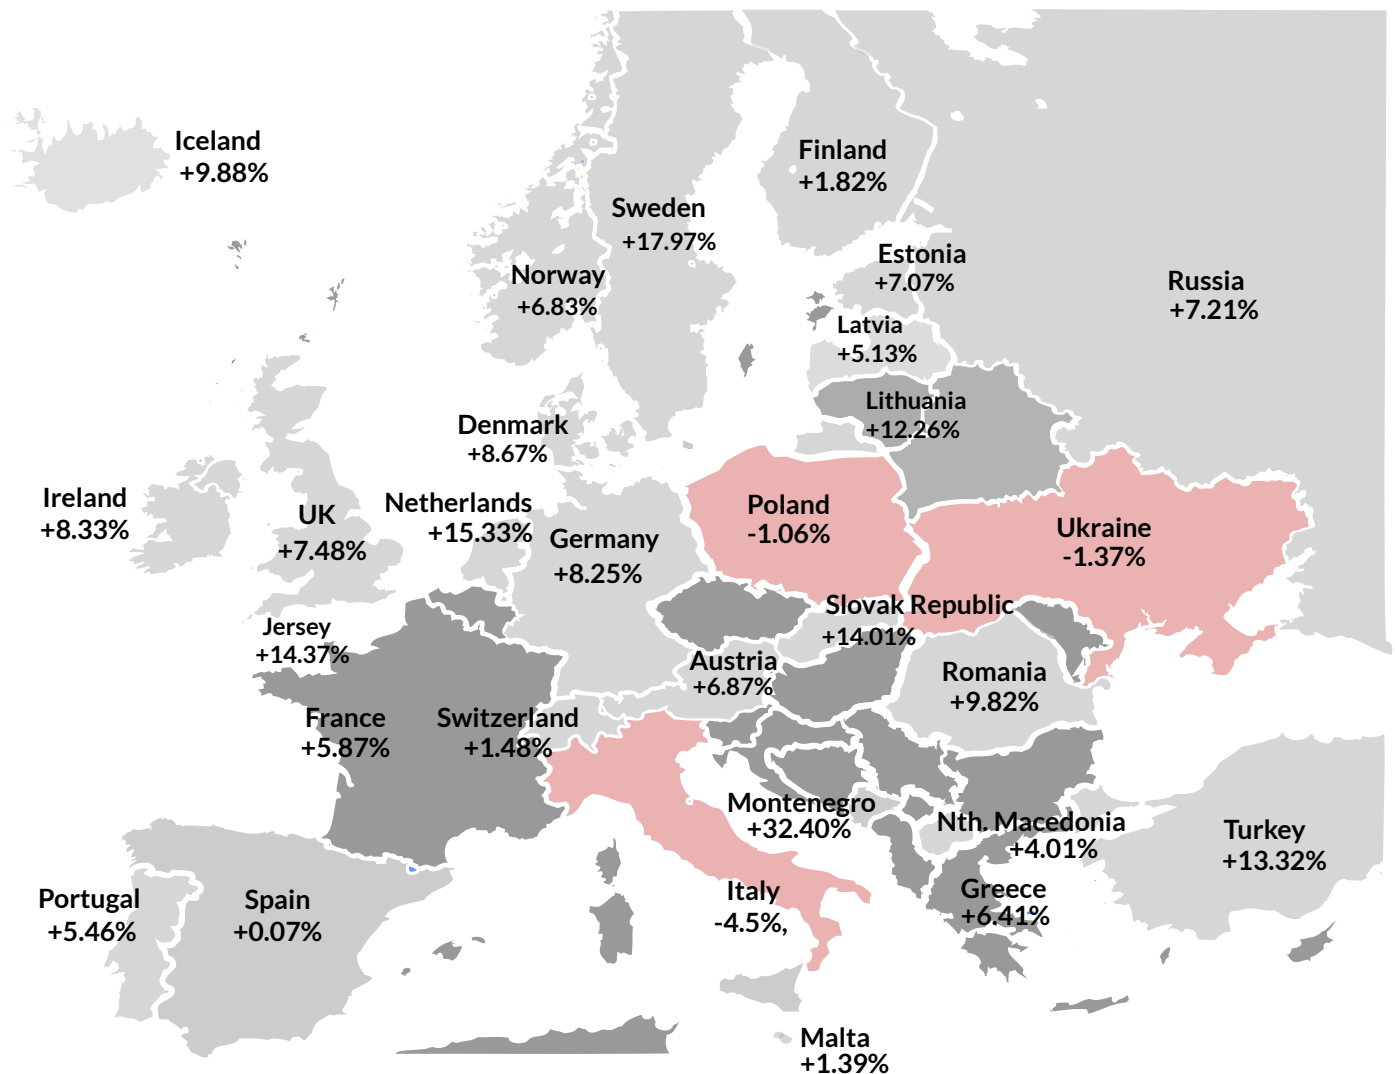 Iceland
+9.88%
Finland
+1.82%
Sweden
+17.97%
Estonia
+7.07%
Norway
+6.83%
Russia
+7.21%
Latvia
+5.13%
Lithuania
+12.26%
Denmark
+8.67%
Ireland
+8.33%
UK
+7.48%
Netherlands
+15.33%
Germany
+8.25%
Poland
-1.06%
Ukraine
-1.37%
Slovak Republic
+14.01%
Jersey
+14.37%
Austria
+6.87%
Romania
+9.82%
France
+5.87%
Switzerland
+1.48%
Montenegro
+32.40%
Nth. Macedonia
+4.01%
Turkey
+13.32%
Portugal
+5.46%
Spain
+0.07%
Italy
-4.5%,
Greece
+6.41%
Malta
+1.39%